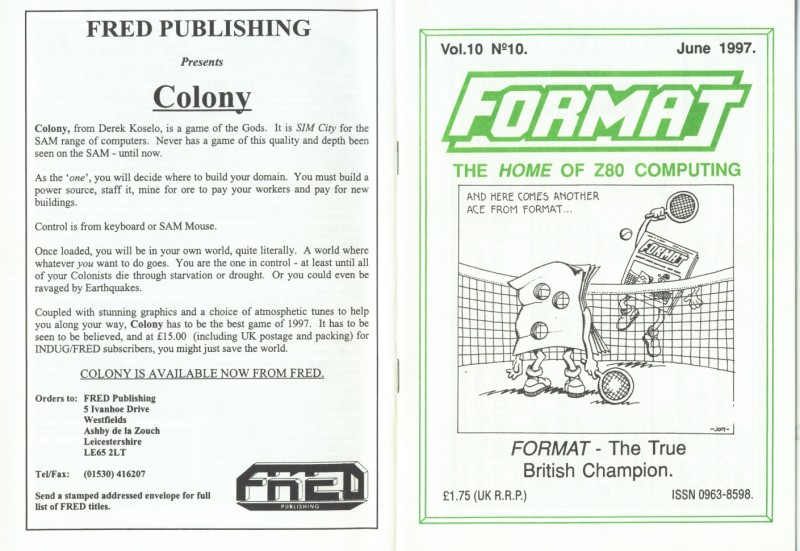 FRED PUBLISHING
Presents
Colony
Colony, from Derek Koselo, is a game of the Gods. It is SIM City for the
SAM range of computers. Never has a game of this quality and depth been
seen on the SAM - until now.
As the 'one', you will decide where to build your domain. You must build a
power source, staff it, mine for ore to pay your workers and pay for new
buildings.
Control is from keyboard or SAM Mouse.
Once loaded, you will be in your own world, quite literally. A world where
whatever you want to do goes. You are the one in control - at least until all
of your Colonists die through starvation or drought. Or you could even be
ravaged by Earthquakes.
Coupled with stunning graphics and a choice of atmospheric tunes to help
you along your way, Colony has to be the best game of 1997. It has to be
seen to be believed, and at £15.00 (including UK postage and packing) for
INDUG/FRED subscribers, you might just save the world.
COLONY IS AVAILABLE NOW FROM FRED.
Orders to: FRED Publishing
5 Ivanhoe Drive
Westfields
Ashby de la Zouch
Leicestershire
LE65 2LT
Tel/Fax: (01530) 416207
Send a stamped addressed envelope for full
list of FRED titles.
FRED
PUBLISHING
Vol.10 Nº10. June 1997.
FORMAT
THE HOME OF Z80 COMPUTING
AND HERE COMES ANOTHER
ACE FROM FORMAT...
FORMAT
FORMAT - The True
British Champion.
£1.75 (UK R.R.P.) ISSN 0963-8598.